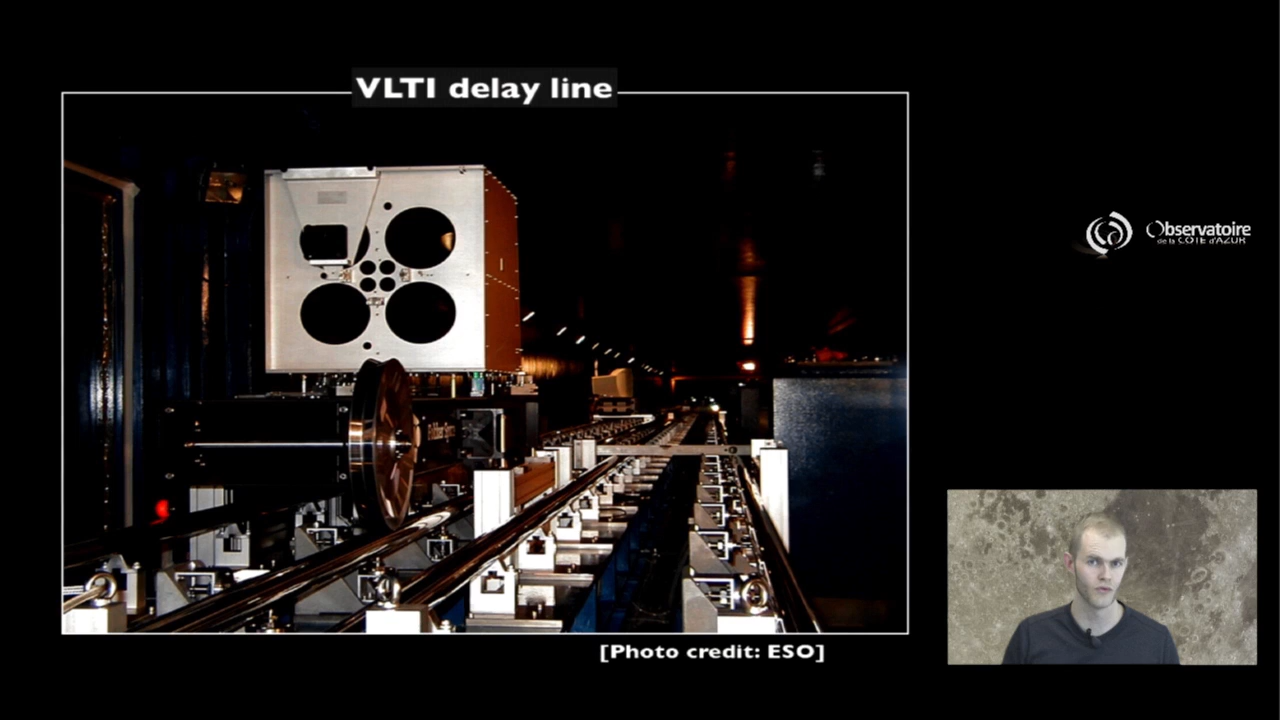 VLTI delay line
Observatoire
de la CÔTE d'AZUR
[Photo credit: ESO]